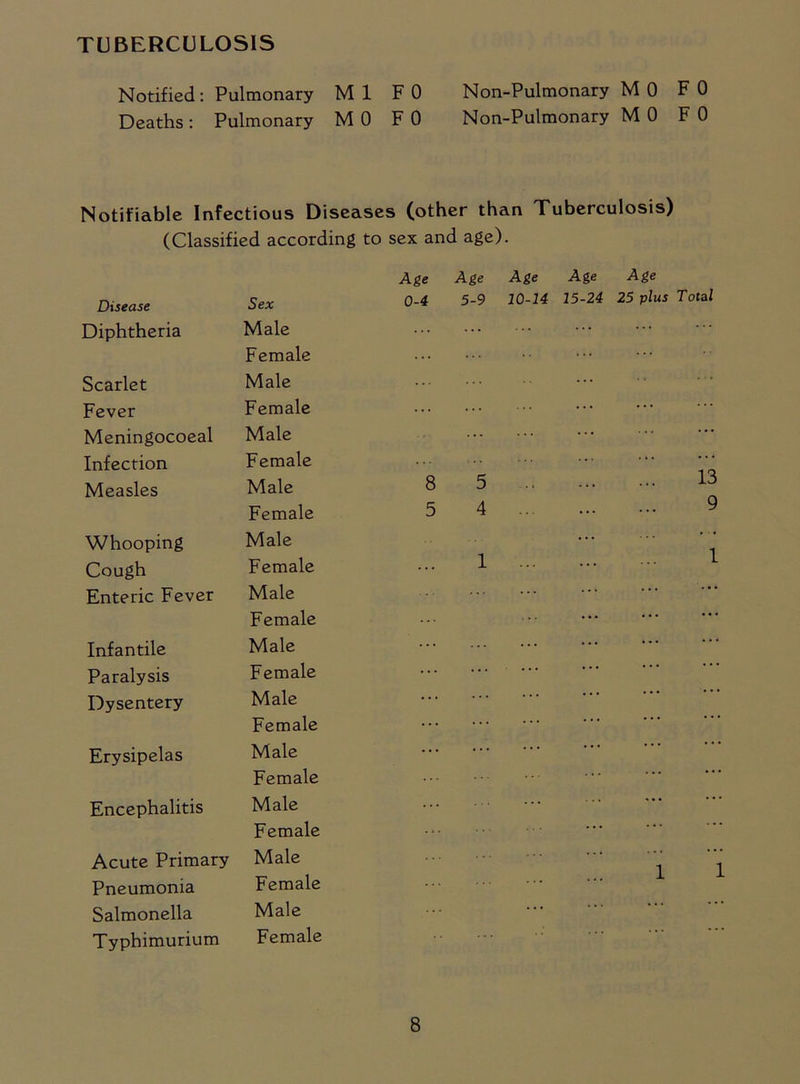 TUBERCULOSIS
Notified: Pulmonary M 1 F 0 Non-Pulmonary M 0 F 0
Deaths: Pulmonary M 0 F 0 Non-Pulmonary M 0 F 0
Notifiable Infectious Diseases (other than Tuberculosis)
(Classified according to sex and age).
Age Age Age Age Age
Disease Sex 0-4 5-9 10-14 15-24 25 plus Total
Diphtheria Male ... ... ... ... ... ...
Female ... ... ... ... ... ...
Scarlet Male ... ... ... ... ... ...
Fever Female ... ... ... ... ... ...
Meningocoeal Male ... ... ... ... ...
Infection Female ... ... ... ... ... ...
Measles Male 8 5 ... ... ... 13
Female 5 4 ... ... ... 9
Whooping Male ... ... ...
Cough Female ... 1 ... ... ... 1
Enteric Fever Male ... ... ... ... ... ...
Female ... ... ... ... ...
Infantile Male ... ... ... ... ... ...
Paralysis Female ... ... ... ... ... ...
Dysentery Male ... ... ... ... ... ...
Female ... ... ... ... ... ...
Erysipelas Male ... ... ... ... ... ...
Female ... ... ... ... ... ...
Encephalitis Male ... ... ... ... ... ...
Female ... ... ... ... ... ...
Acute Primary Male ... ... ... ... ... ...
Pneumonia Female ... ... ... ... 1 1
Salmonella Male ... ... ... ... ...
Typhimurium Female ... ... ... ... ... ...
8